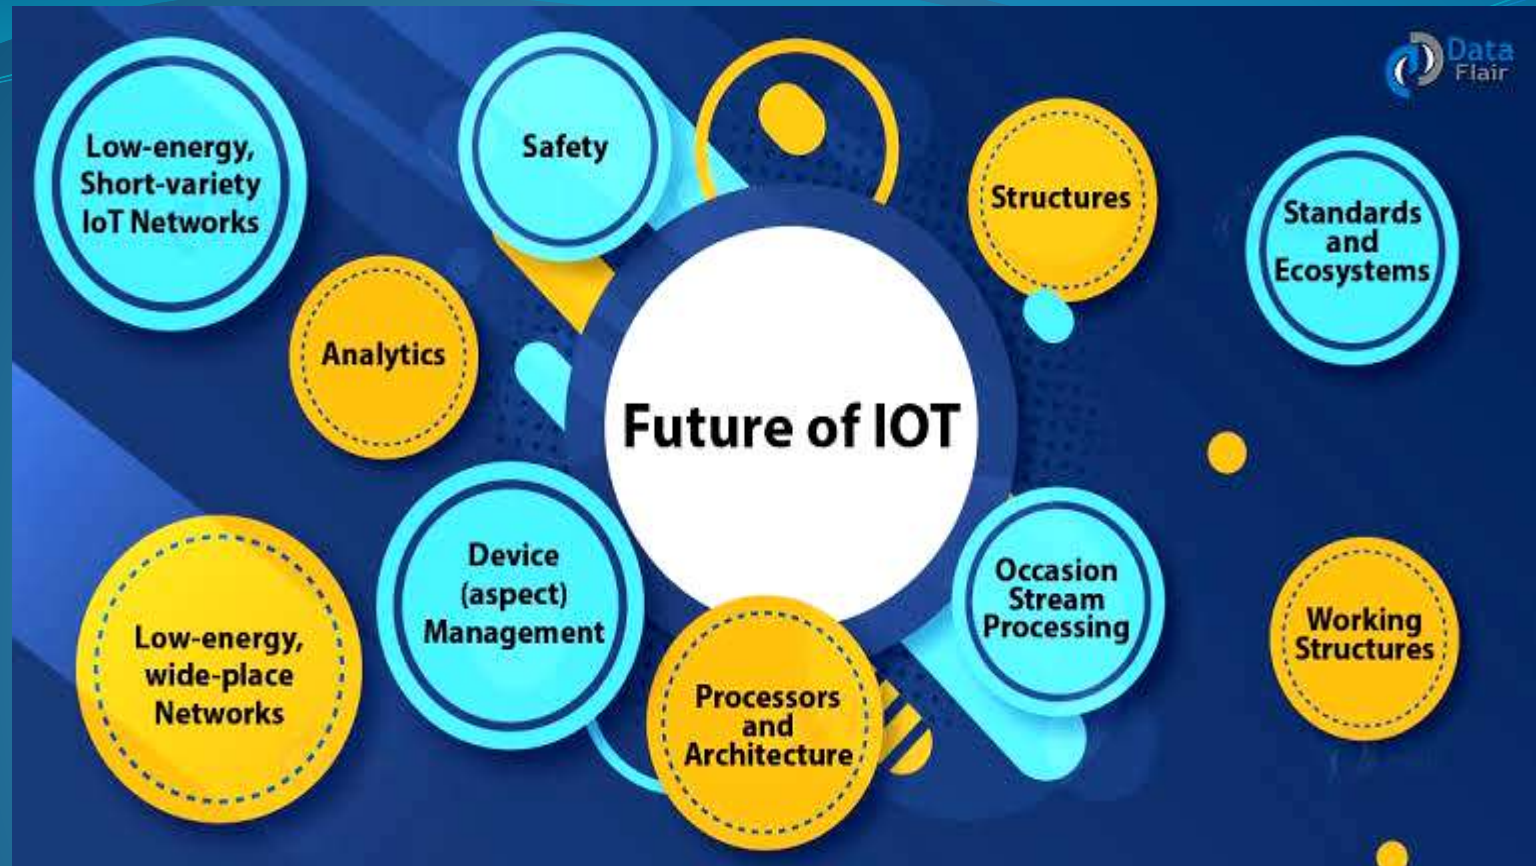 Data
Flair
Low-energy,
Short-variety
IoT Networks
Safety
Structures
Standards
and
Ecosystems
Analytics
Future of IOT
Device
(aspect)
Management
Occasion
Stream
Processing
Low-energy,
wide-place
Networks
Processors
and
Architecture
Working
Structures